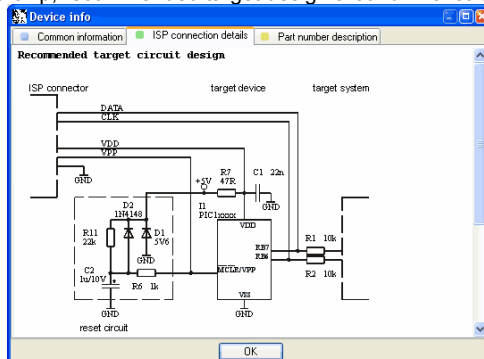 Device info
Common information
ISP connection details
Part number description
Recommended target circuit design
ISP connector
target device
target system
DATA
CLK
VDD
VPP
GND
+5V
R7
47R
C1 22n
GND
I1
PIC1xxxx
VDD
D2
1N4148
R11
22k
D1
5V6
GND
RB7
RB6
R1 10k
R2 10k
C2
1u/10V
R6 1k
MCLR/VPP
VSS
GND
GND
reset circuit
OK